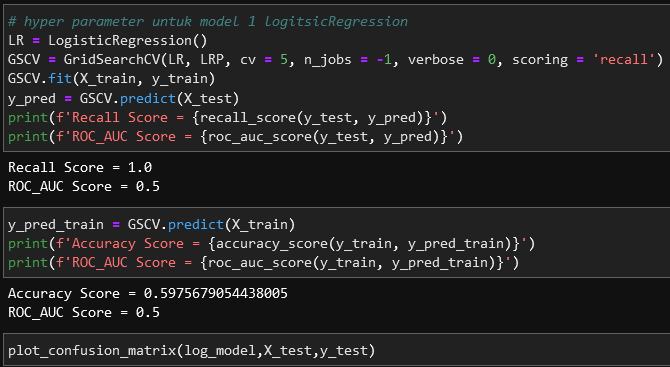 # hyper parameter untuk model 1 logitsicRegression
LR = LogisticRegression()
GSCV = GridSearchCV(LR, LRP, cv = 5, n_jobs = -1, verbose = 0, scoring = 'recall')
GSCV.fit(X_train, y_train)
y_pred = GSCV.predict(X_test)
print(f'Recall Score = {recall_score(y_test, y_pred)}')
print(f'ROC_AUC Score = {roc_auc_score(y_test, y_pred)}')
Recall Score = 1.0
ROC_AUC Score = 0.5
y_pred_train = GSCV.predict(X_train)
print(f'Accuracy Score = {accuracy_score(y_train, y_pred_train)}')
print(f'ROC_AUC Score = {roc_auc_score(y_train, y_pred_train)}')
Accuracy Score = 0.5975679054438005
ROC_AUC Score = 0.5
plot_confusion_matrix(log_model,X_test,y_test)